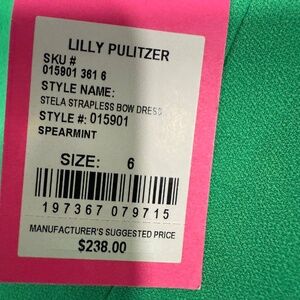 LILLY PULITZER
SKU #
015901 361 6
STYLE NAME:
STELA STRAPLESS BOW DRESS
STYLE #: 015901
SPEARMINT
SIZE: 6
197367 079715
MANUFACTURER'S SUGGESTED PRICE
$238.00